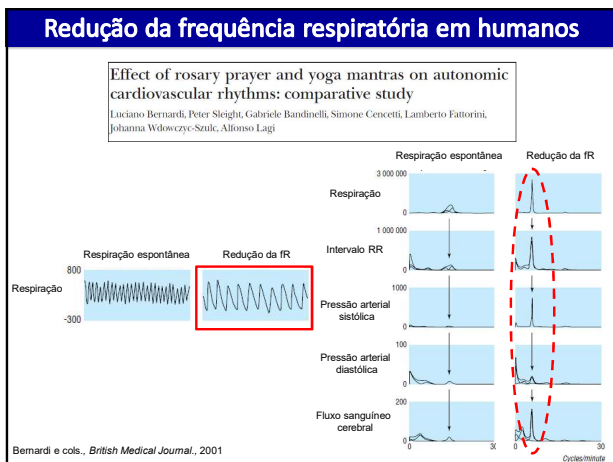 Redução da frequência respiratória em humanos
Effect of rosary prayer and yoga mantras on autonomic
cardiovascular rhythms: comparative study
Luciano Bernardi, Peter Sleight, Gabriele Bandinelli, Simone Cencetti, Lamberto Fattorini,
Johanna Wdowczyc-Szulc, Alfonso Lagi
Respiração espontânea
Redução da fR
Respiração
800
-300
Respiração espontânea
Redução da fR
Respiração
3 000 000
0
Intervalo RR
1 000 000
0
Pressão arterial
sistólica
1000
0
Pressão arterial
diastólica
100
0
Fluxo sanguíneo
cerebral
200
0
0
30
0
30
Cycles/minute
Bernardi e cols., British Medical Journal., 2001